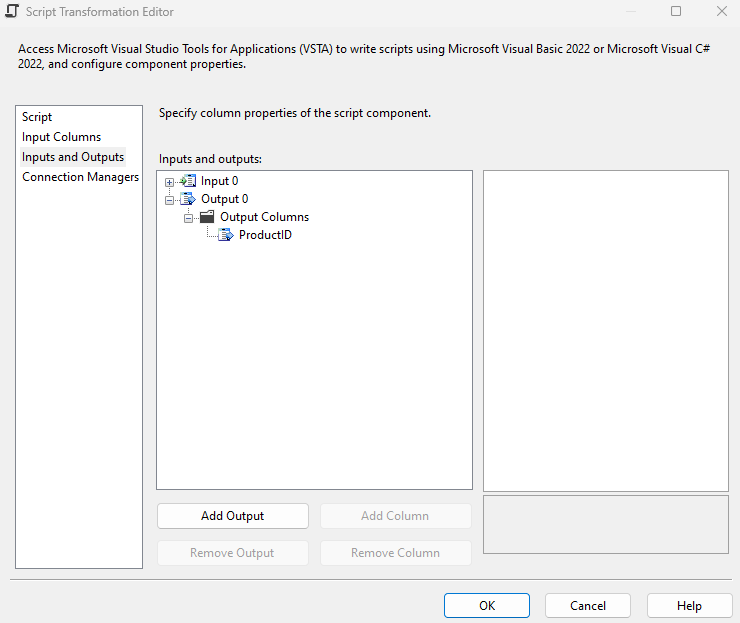 Script Transformation Editor
Access Microsoft Visual Studio Tools for Applications (VSTA) to write scripts using Microsoft Visual Basic 2022 or Microsoft Visual C#
2022, and configure component properties.
Script
Input Columns
Inputs and Outputs
Connection Managers
Specify column properties of the script component.
Inputs and outputs:
Input 0
Output 0
Output Columns
ProductID
Add Output
Add Column
Remove Output
Remove Column
OK
Cancel
Help